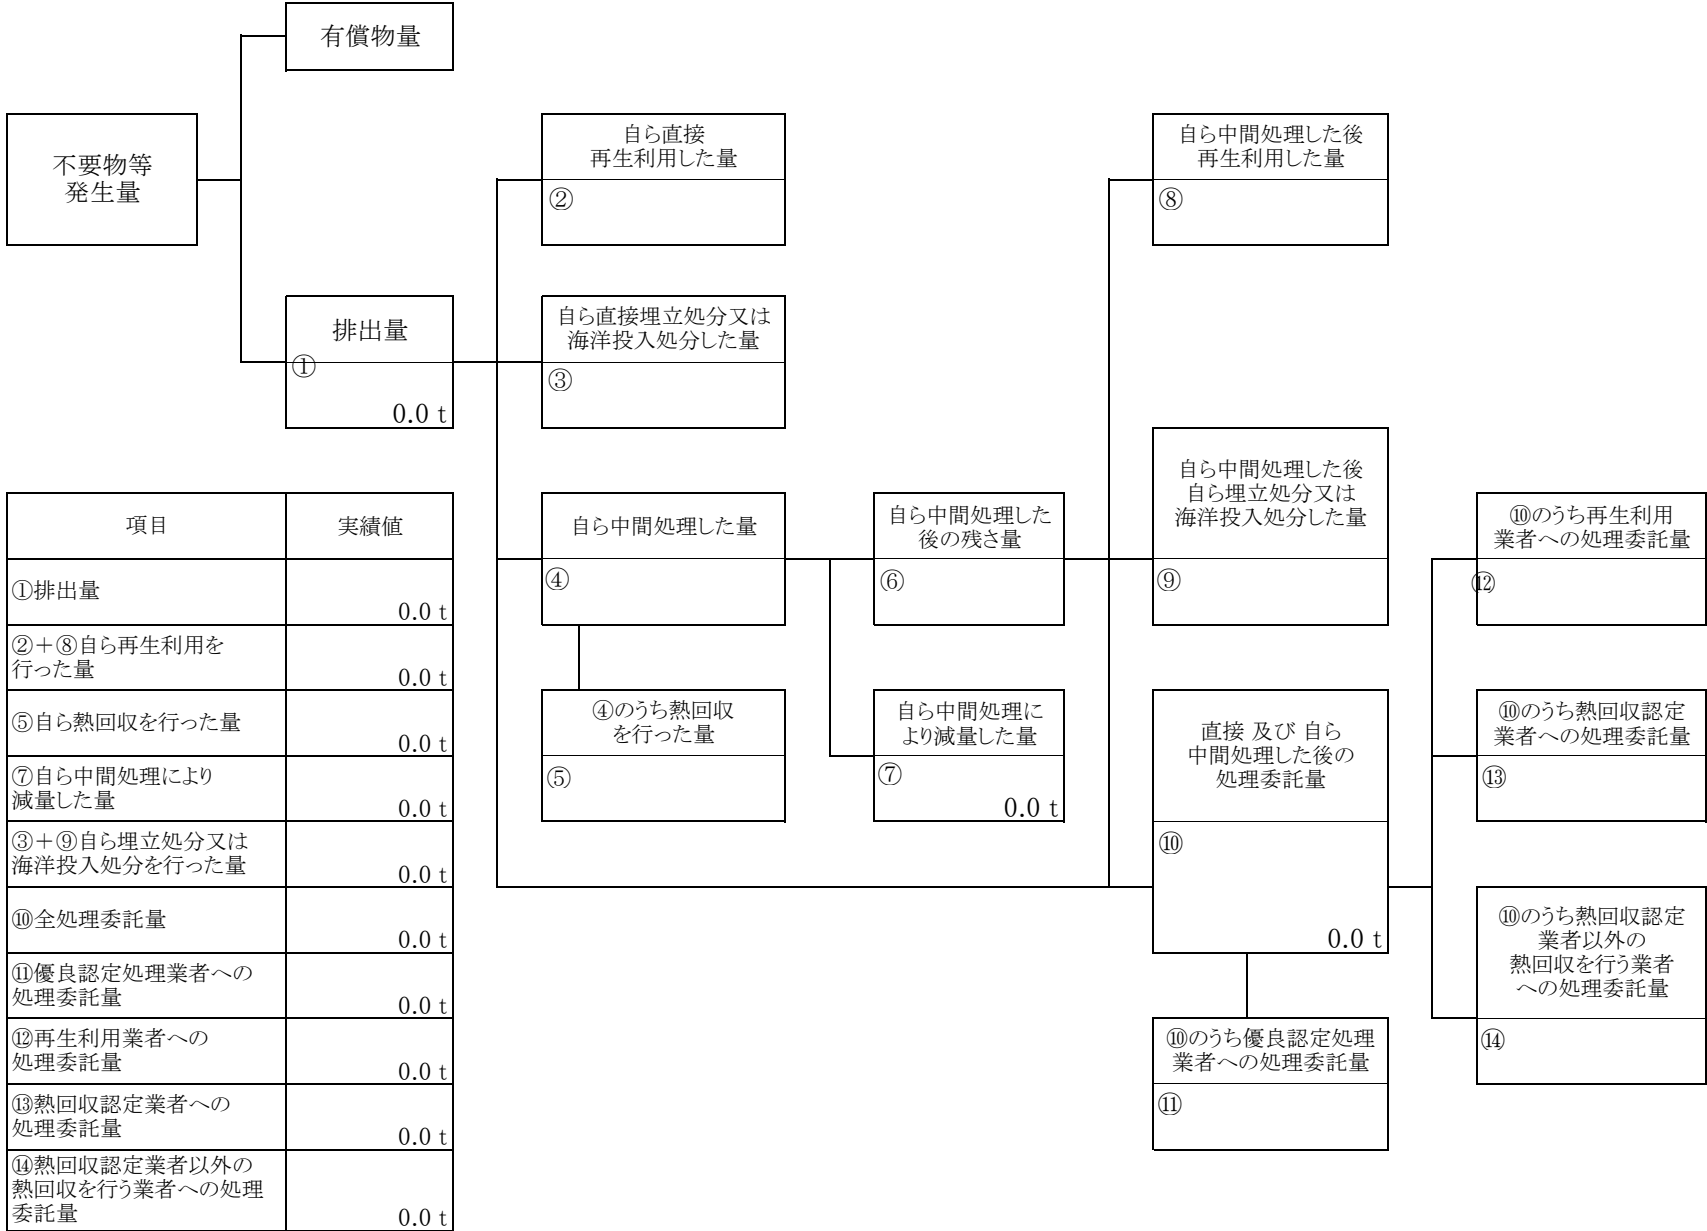 有償物量
不要物等
発生量
自ら直接
再生利用した量
②
自ら中間処理した後
再生利用した量
⑧
排出量
①
0.0 t
自ら直接埋立処分又は
海洋投入処分した量
③
自ら中間処理した量
④
自ら中間処理した
後の残さ量
⑥
自ら中間処理した後
自ら埋立処分又は
海洋投入処分した量
⑨
⑩のうち再生利用
業者への処理委託量
⑫
④のうち熱回収
を行った量
⑤
自ら中間処理に
より減量した量
⑦
0.0 t
直接 及び 自ら
中間処理した後の
処理委託量
⑩
0.0 t
⑩のうち熱回収認定
業者への処理委託量
⑬
⑩のうち熱回収認定
業者以外の
熱回収を行う業者
への処理委託量
⑭
⑩のうち優良認定処理
業者への処理委託量
⑪
項目 実績値
①排出量
0.0 t
②＋⑧自ら再生利用を
行った量
0.0 t
⑤自ら熱回収を行った量
0.0 t
⑦自ら中間処理により
減量した量
0.0 t
③＋⑨自ら埋立処分又は
海洋投入処分を行った量
0.0 t
⑩全処理委託量
0.0 t
⑪優良認定処理業者への
処理委託量
0.0 t
⑫再生利用業者への
処理委託量
0.0 t
⑬熱回収認定業者への
処理委託量
0.0 t
⑭熱回収認定業者以外の
熱回収を行う業者への処理
委託量
0.0 t